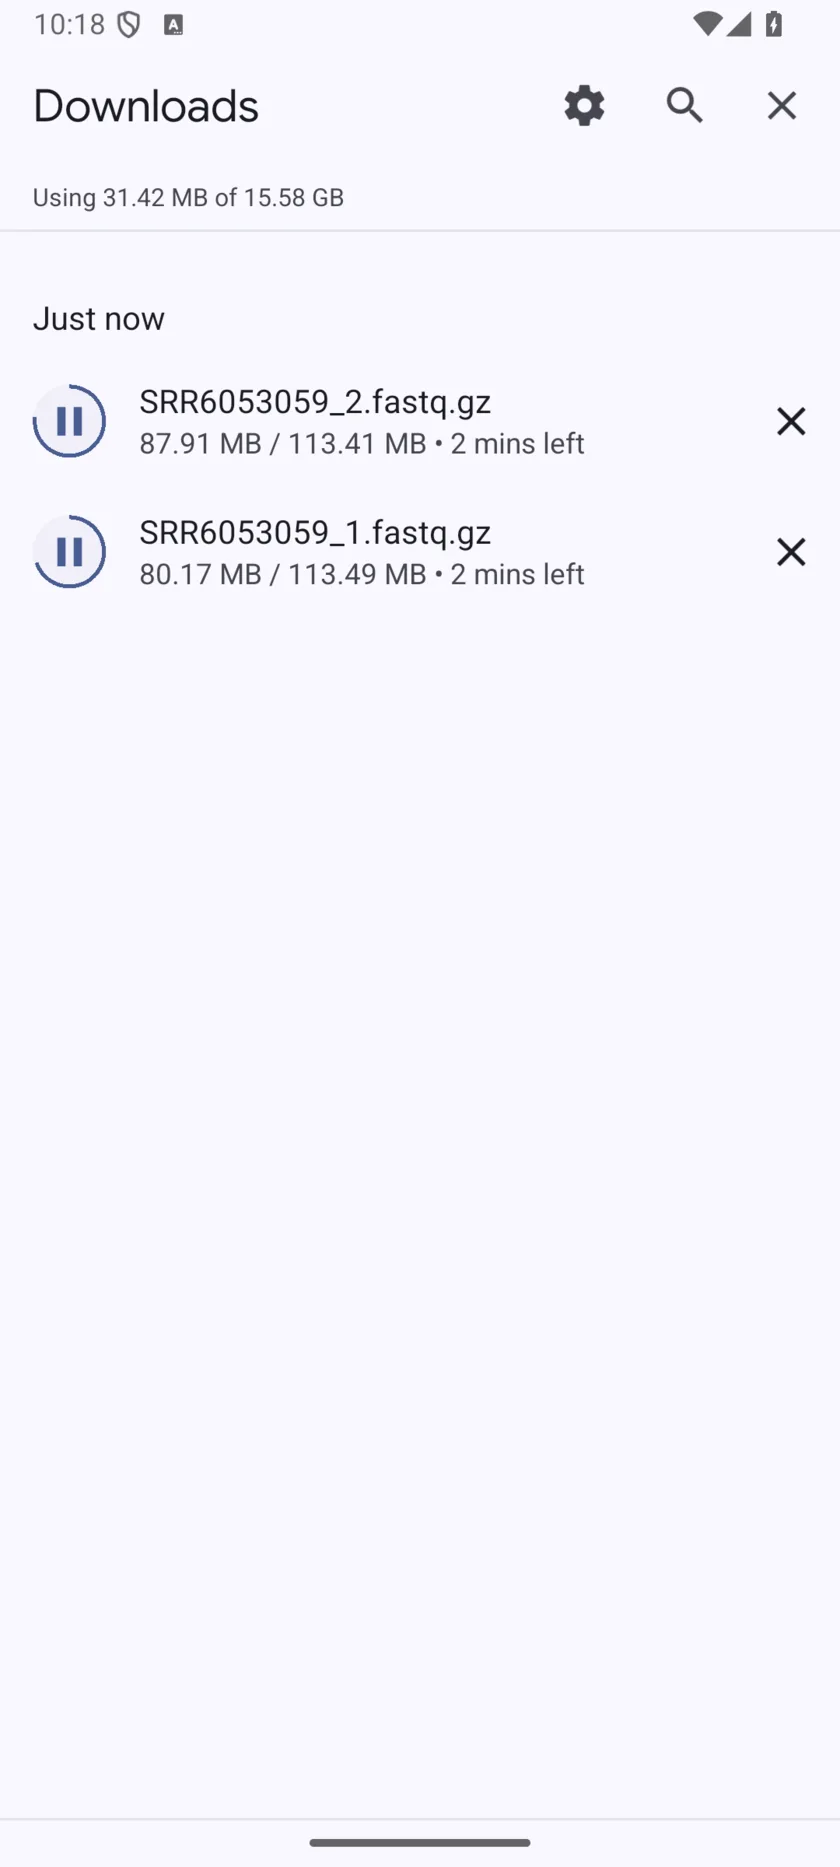 10:18
Downloads
Using 31.42 MB of 15.58 GB
Just now
SRR6053059_2.fastq.gz
87.91 MB / 113.41 MB • 2 mins left
SRR6053059_1.fastq.gz
80.17 MB / 113.49 MB • 2 mins left